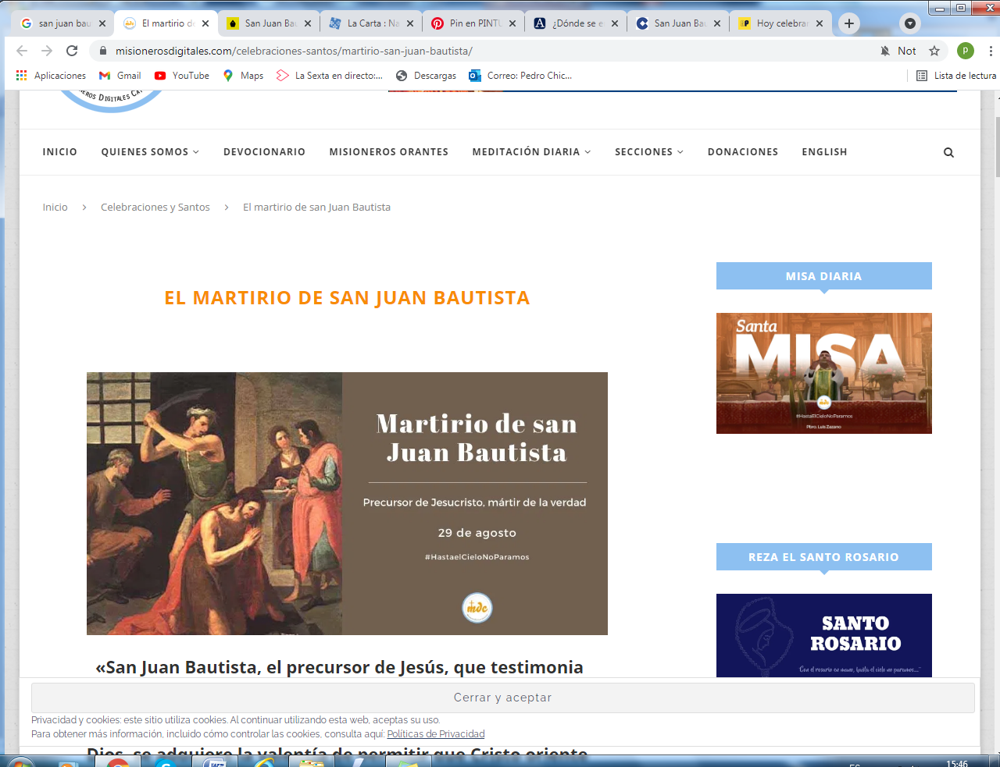 san juan bau
El martirio de
San Juan Bau
La Carta : Na
Pin en PINTU
¿Dónde se e
San Juan Bau
Hoy celebra
misionerosdigitales.com/celebraciones-santos/martirio-san-juan-bautista/
Not
p
Aplicaciones
Gmail
YouTube
Maps
La Sexta en directo:...
Descargas
Correo: Pedro Chic...
Lista de lectura
INICIO
QUIENES SOMOS
DEVOCIONARIO
MISIONEROS ORANTES
MEDITACIÓN DIARIA
SECCIONES
DONACIONES
ENGLISH
Inicio > Celebraciones y Santos > El martirio de san Juan Bautista
EL MARTIRIO DE SAN JUAN BAUTISTA
Martirio de san
Juan Bautista
Precursor de Jesucristo, mártir de la verdad
29 de agosto
#HastaelCieloNoParamos
mdc
«San Juan Bautista, el precursor de Jesús, que testimonia
MISA DIARIA
Santa
MISA
mdc
#HastaElCieloNoParamos
Pbro. Luis Zazano
REZA EL SANTO ROSARIO
SANTO
ROSARIO
Con el rosario en mano, hasta el cielo no paramos..."
Cerrar y aceptar
Privacidad y cookies: este sitio utiliza cookies. Al continuar utilizando esta web, aceptas su uso.
Para obtener más información, incluido cómo controlar las cookies, consulta aquí: Políticas de Privacidad
Dios, se adquiere la valentía de permitir que Cristo oriente
ES
15:46